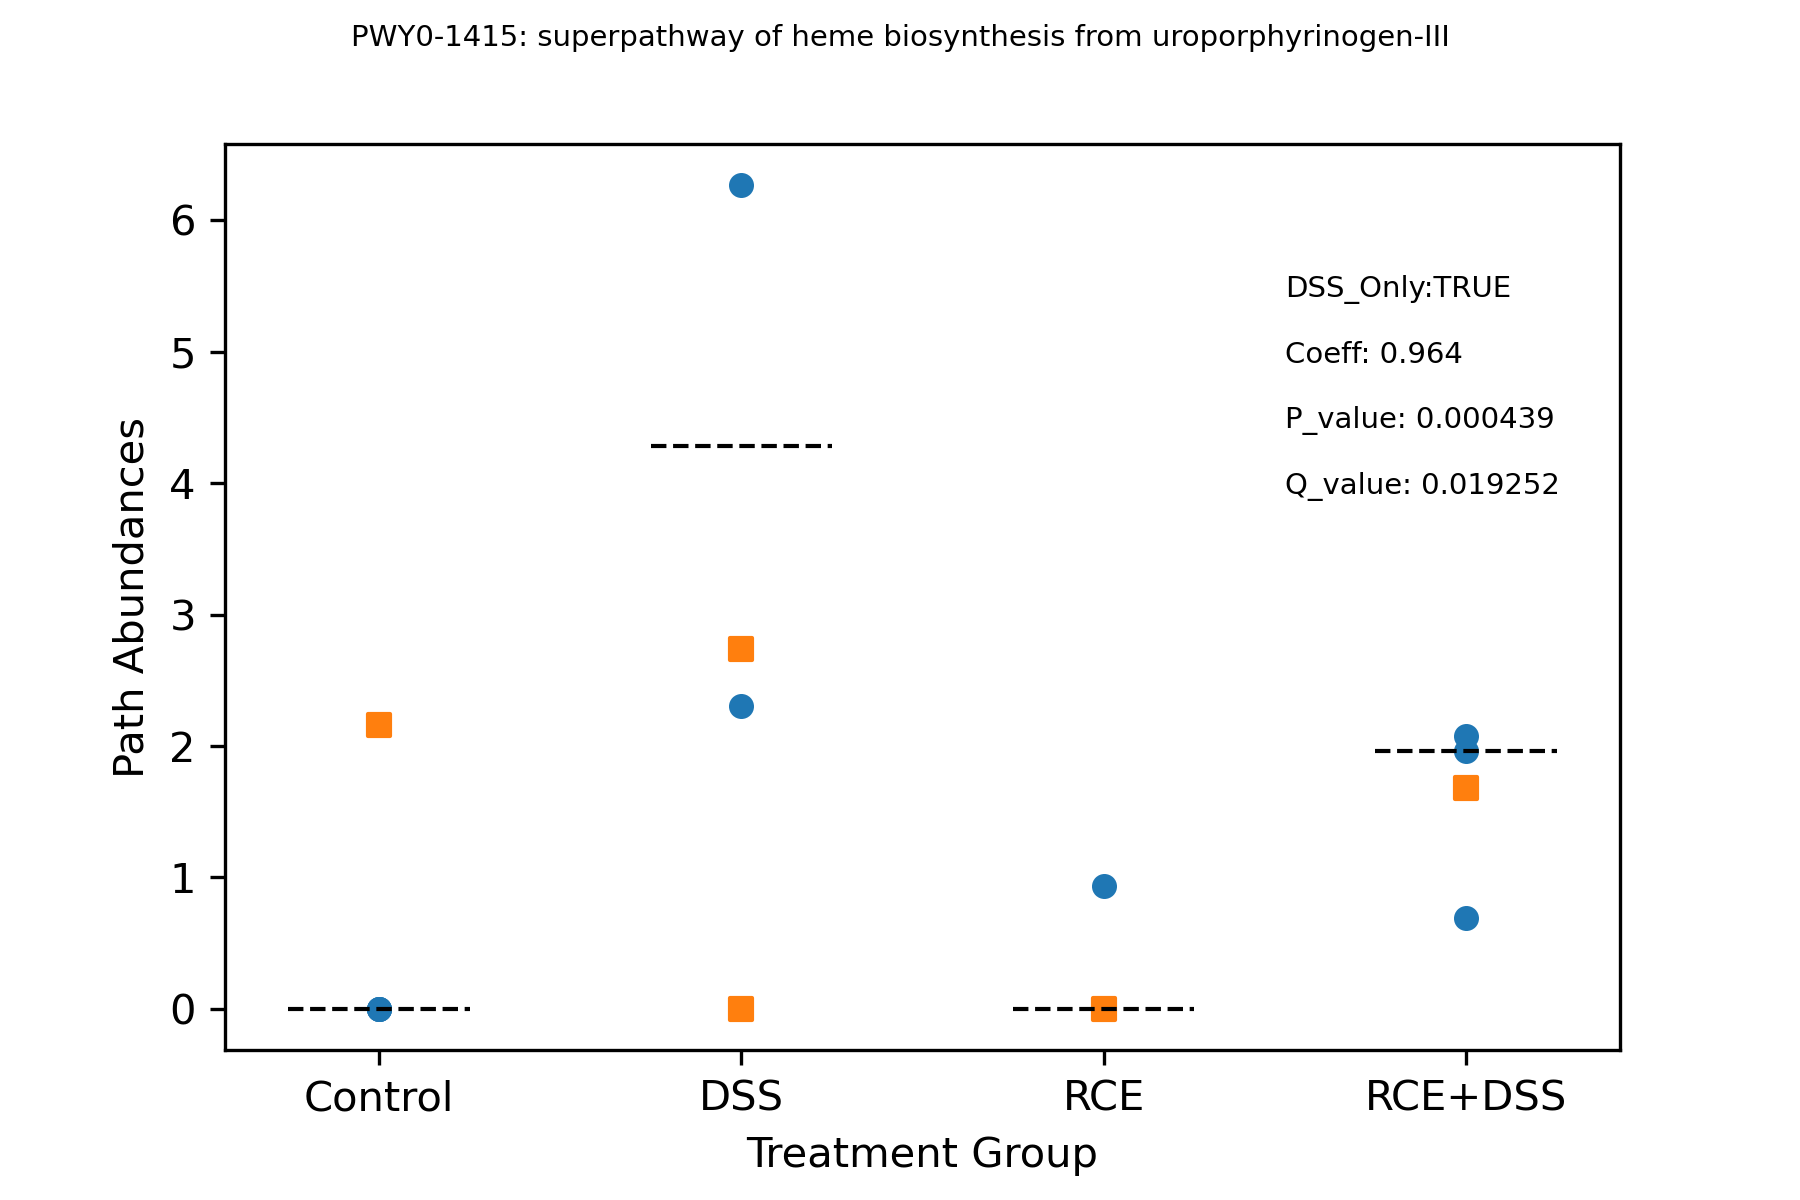 PWY0-1415: superpathway of heme biosynthesis from uroporphyrinogen-III
DSS_Only:TRUE
Coeff: 0.964
P_value: 0.000439
Q_value: 0.019252
Path Abundances
6
5
4
3
2
1
0
Control DSS RCE RCE+DSS
Treatment Group